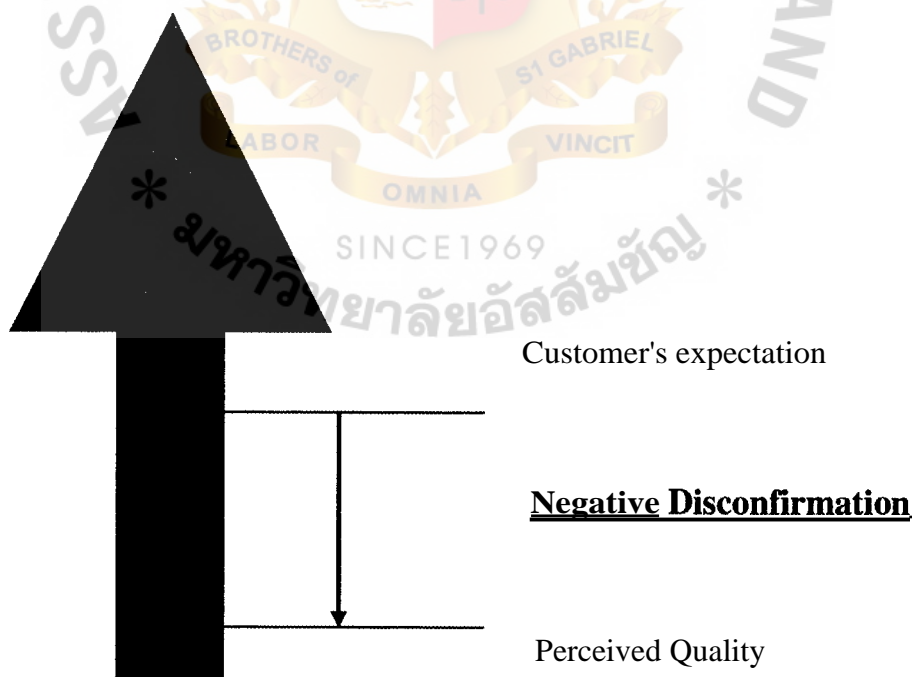 BROTHERS of
ST GABRIEL
LABOR
VINCIT
OMNIA
SINCE1969
* มหาวิทยาลัยอัสสัมชัญ *
Customer's expectation
Negative Disconfirmation
Perceived Quality